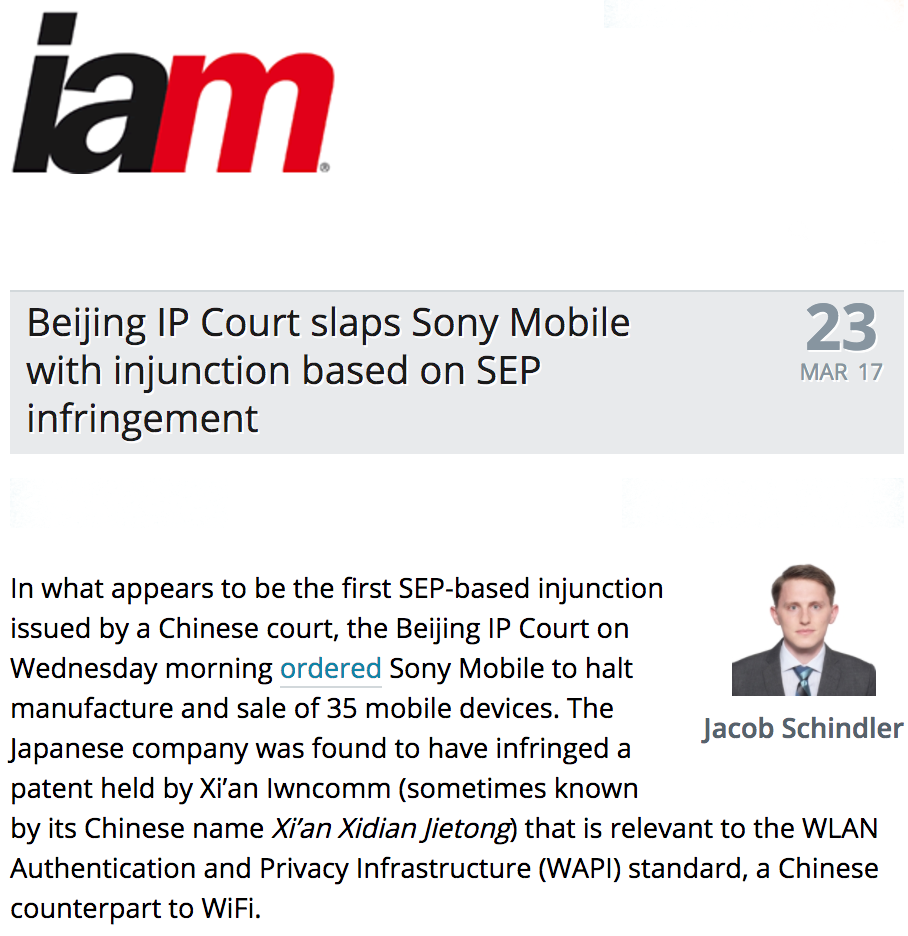 iam®
Beijing IP Court slaps Sony Mobile
with injunction based on SEP
infringement
23
MAR 17
In what appears to be the first SEP-based injunction
issued by a Chinese court, the Beijing IP Court on
Wednesday morning ordered Sony Mobile to halt
manufacture and sale of 35 mobile devices. The
Japanese company was found to have infringed a
patent held by Xi’an Iwncomm (sometimes known
by its Chinese name Xi’an Xidian Jietong) that is relevant to the WLAN
Authentication and Privacy Infrastructure (WAPI) standard, a Chinese
counterpart to WiFi.
Jacob Schindler